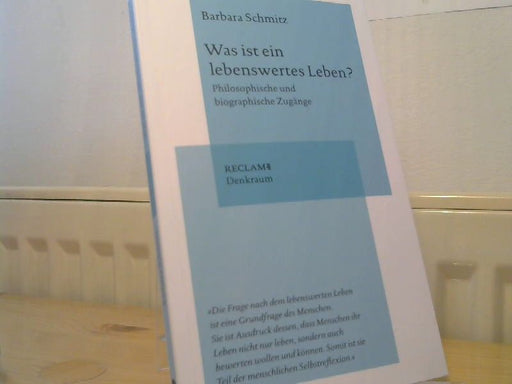 Barbara Schmitz
Was ist ein
lebenswertes Leben?
Philosophische und
biographische Zugänge
RECLAM
Denkraum
»Die Frage nach dem lebenswerten Leben
ist eine Grundfrage des Menschen.
Sie ist Ausdruck dessen, dass Menschen ihr
Leben nicht nur leben, sondern auch
bewerten wollen und können. Somit ist sie
Teil der menschlichen Selbstreflexion.«